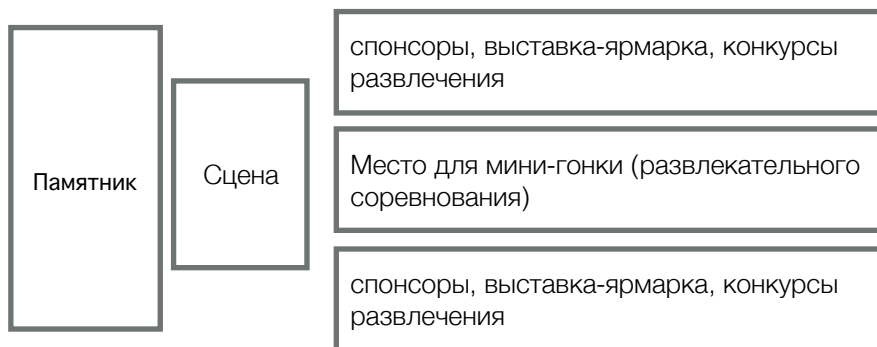 Памятник
Сцена
спонсоры, выставка-ярмарка, конкурсы
развлечения
Место для мини-гонки (развлекательного
соревнования)
спонсоры, выставка-ярмарка, конкурсы
развлечения